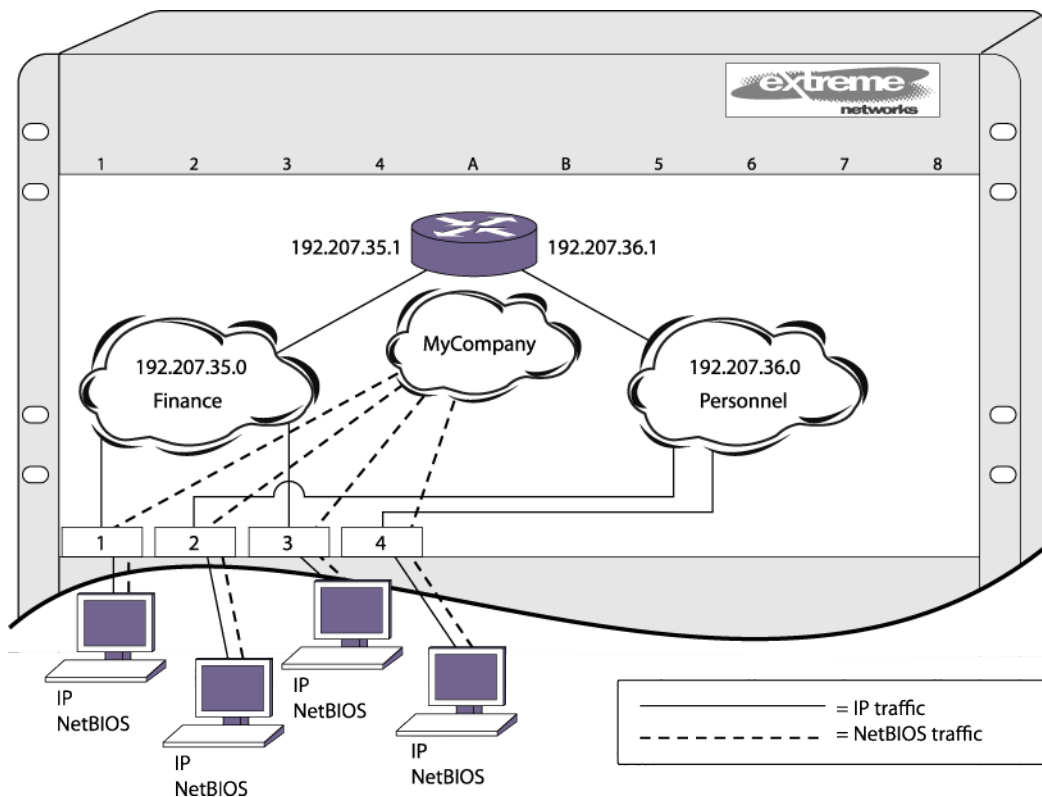 extreme
networks
1 2 3 4 A B 5 6 7 8
192.207.35.1
192.207.36.1
MyCompany
192.207.35.0
Finance
192.207.36.0
Personnel
1 2 3 4
IP
NetBIOS
IP
NetBIOS
IP
NetBIOS
IP
NetBIOS
= IP traffic
= NetBIOS traffic